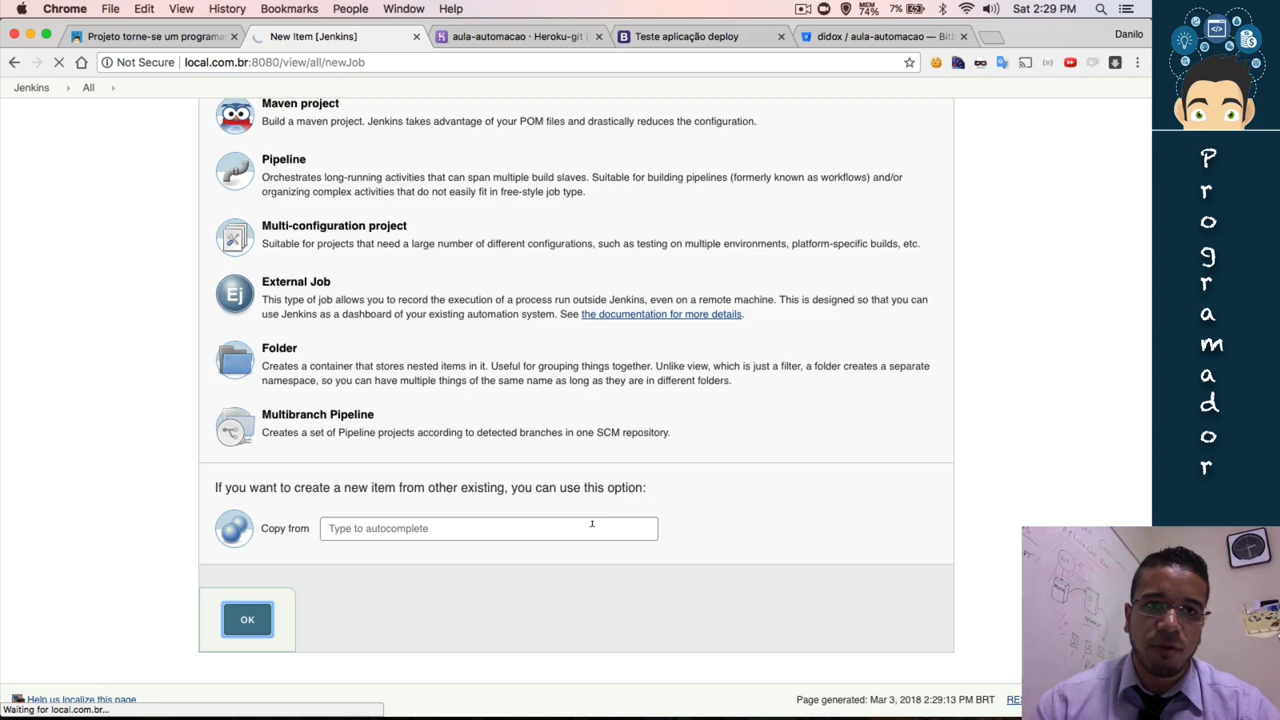 Chrome File Edit View History Bookmarks People Window Help MEM 74% 7% Sat 2:29 PM
Projeto torne-se um programa New Item [Jenkins] aula-automacao · Heroku-git | Teste aplicação deploy didox / aula-automacao — Bitb Danilo
Not Secure local.com.br:8080/view/all/newJob
Jenkins All
Maven project
Build a maven project. Jenkins takes advantage of your POM files and drastically reduces the configuration.
Pipeline
Orchestrates long-running activities that can span multiple build slaves. Suitable for building pipelines (formerly known as workflows) and/or
organizing complex activities that do not easily fit in free-style job type.
Multi-configuration project
Suitable for projects that need a large number of different configurations, such as testing on multiple environments, platform-specific builds, etc.
Ej
External Job
This type of job allows you to record the execution of a process run outside Jenkins, even on a remote machine. This is designed so that you can
use Jenkins as a dashboard of your existing automation system. See the documentation for more details.
Folder
Creates a container that stores nested items in it. Useful for grouping things together. Unlike view, which is just a filter, a folder creates a separate
namespace, so you can have multiple things of the same name as long as they are in different folders.
Multibranch Pipeline
Creates a set of Pipeline projects according to detected branches in one SCM repository.
If you want to create a new item from other existing, you can use this option:
Copy from Type to autocomplete
OK
Help us localize this page
Page generated: Mar 3, 2018 2:29:13 PM BRT
Waiting for local.com.br...
Programador